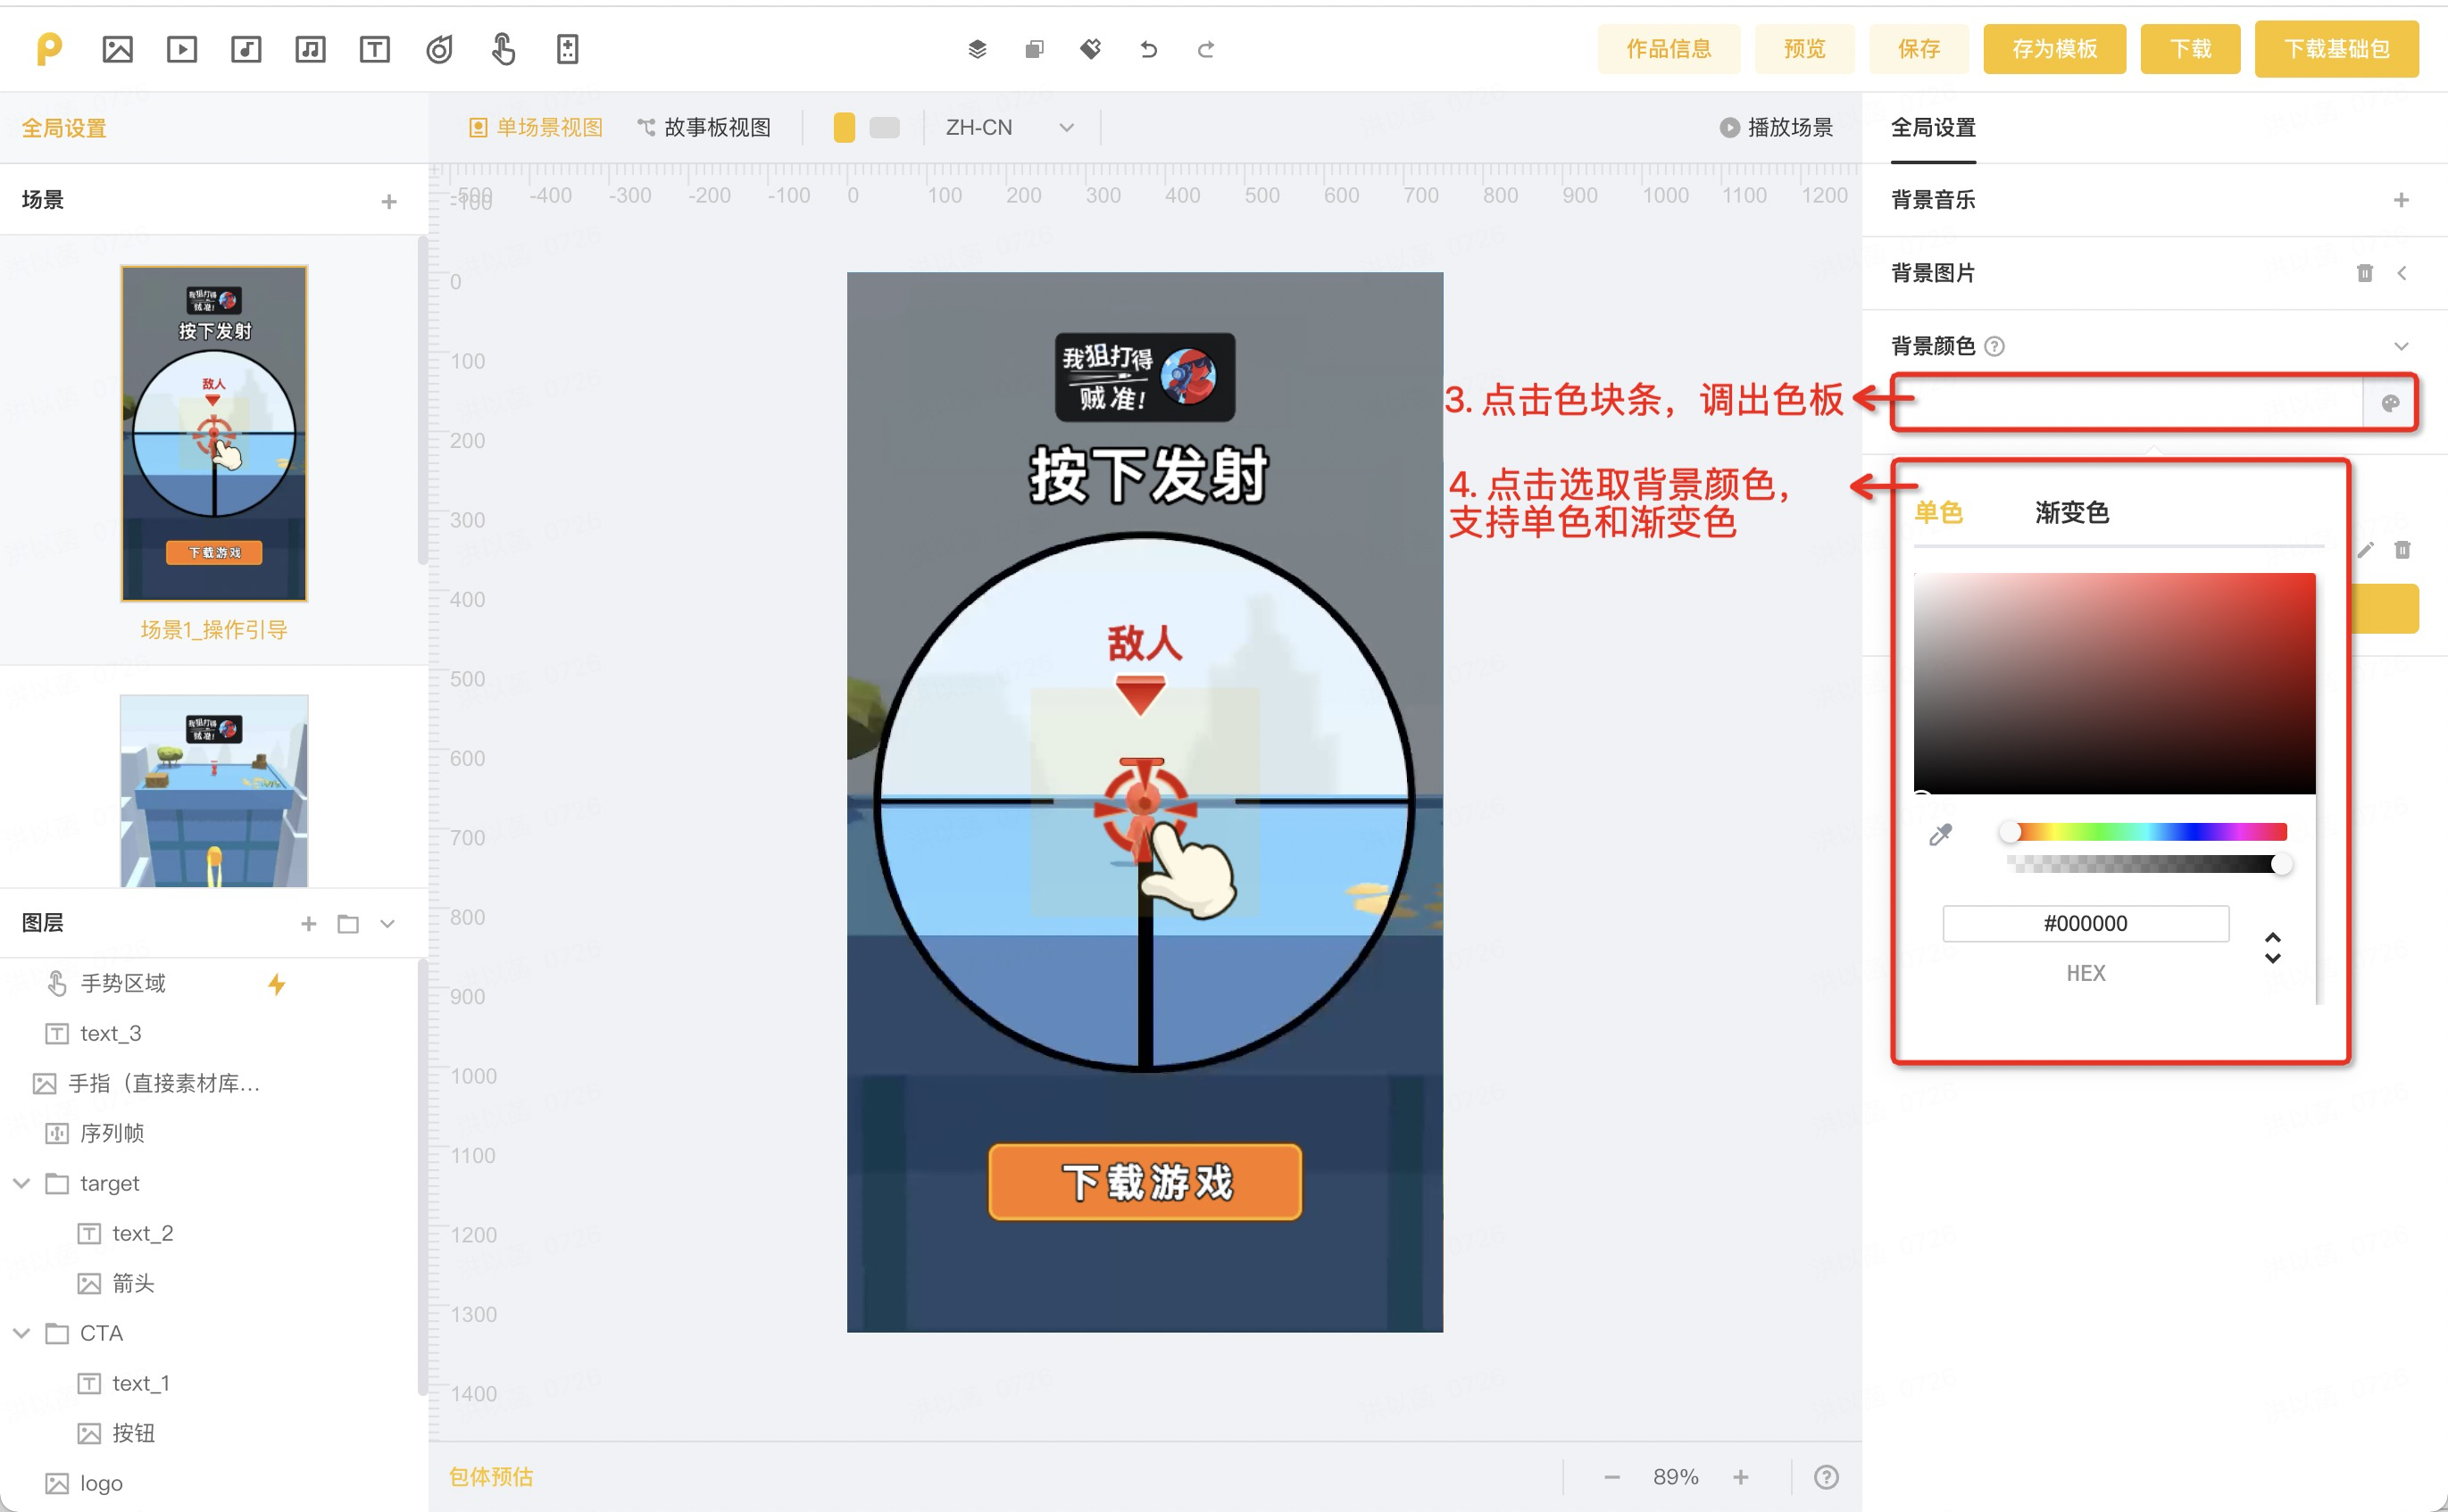 作品信息
预览
保存
存为模板
下载
下载基础包
全局设置
单场景视图
故事板视图
ZH-CN
播放场景
全局设置
场景
背景音乐
背景图片
背景颜色
-500 -400 -300 -200 -100 0 100 200 300 400 500 600 700 800 900 1000 1100 1200
-100
0
100
200
300
400
500
600
700
800
900
1000
1100
1200
1300
1400
我狙打得
贼准!
按下发射
敌人
下载游戏
场景1_操作引导
我狙打得
贼准!
我狙打得
贼准!
按下发射
敌人
下载游戏
3. 点击色块条，调出色板
4. 点击选取背景颜色，
支持单色和渐变色
单色
渐变色
#000000
HEX
图层
手势区域
text_3
手指（直接素材库...
序列帧
target
text_2
箭头
CTA
text_1
按钮
logo
包体预估
89%